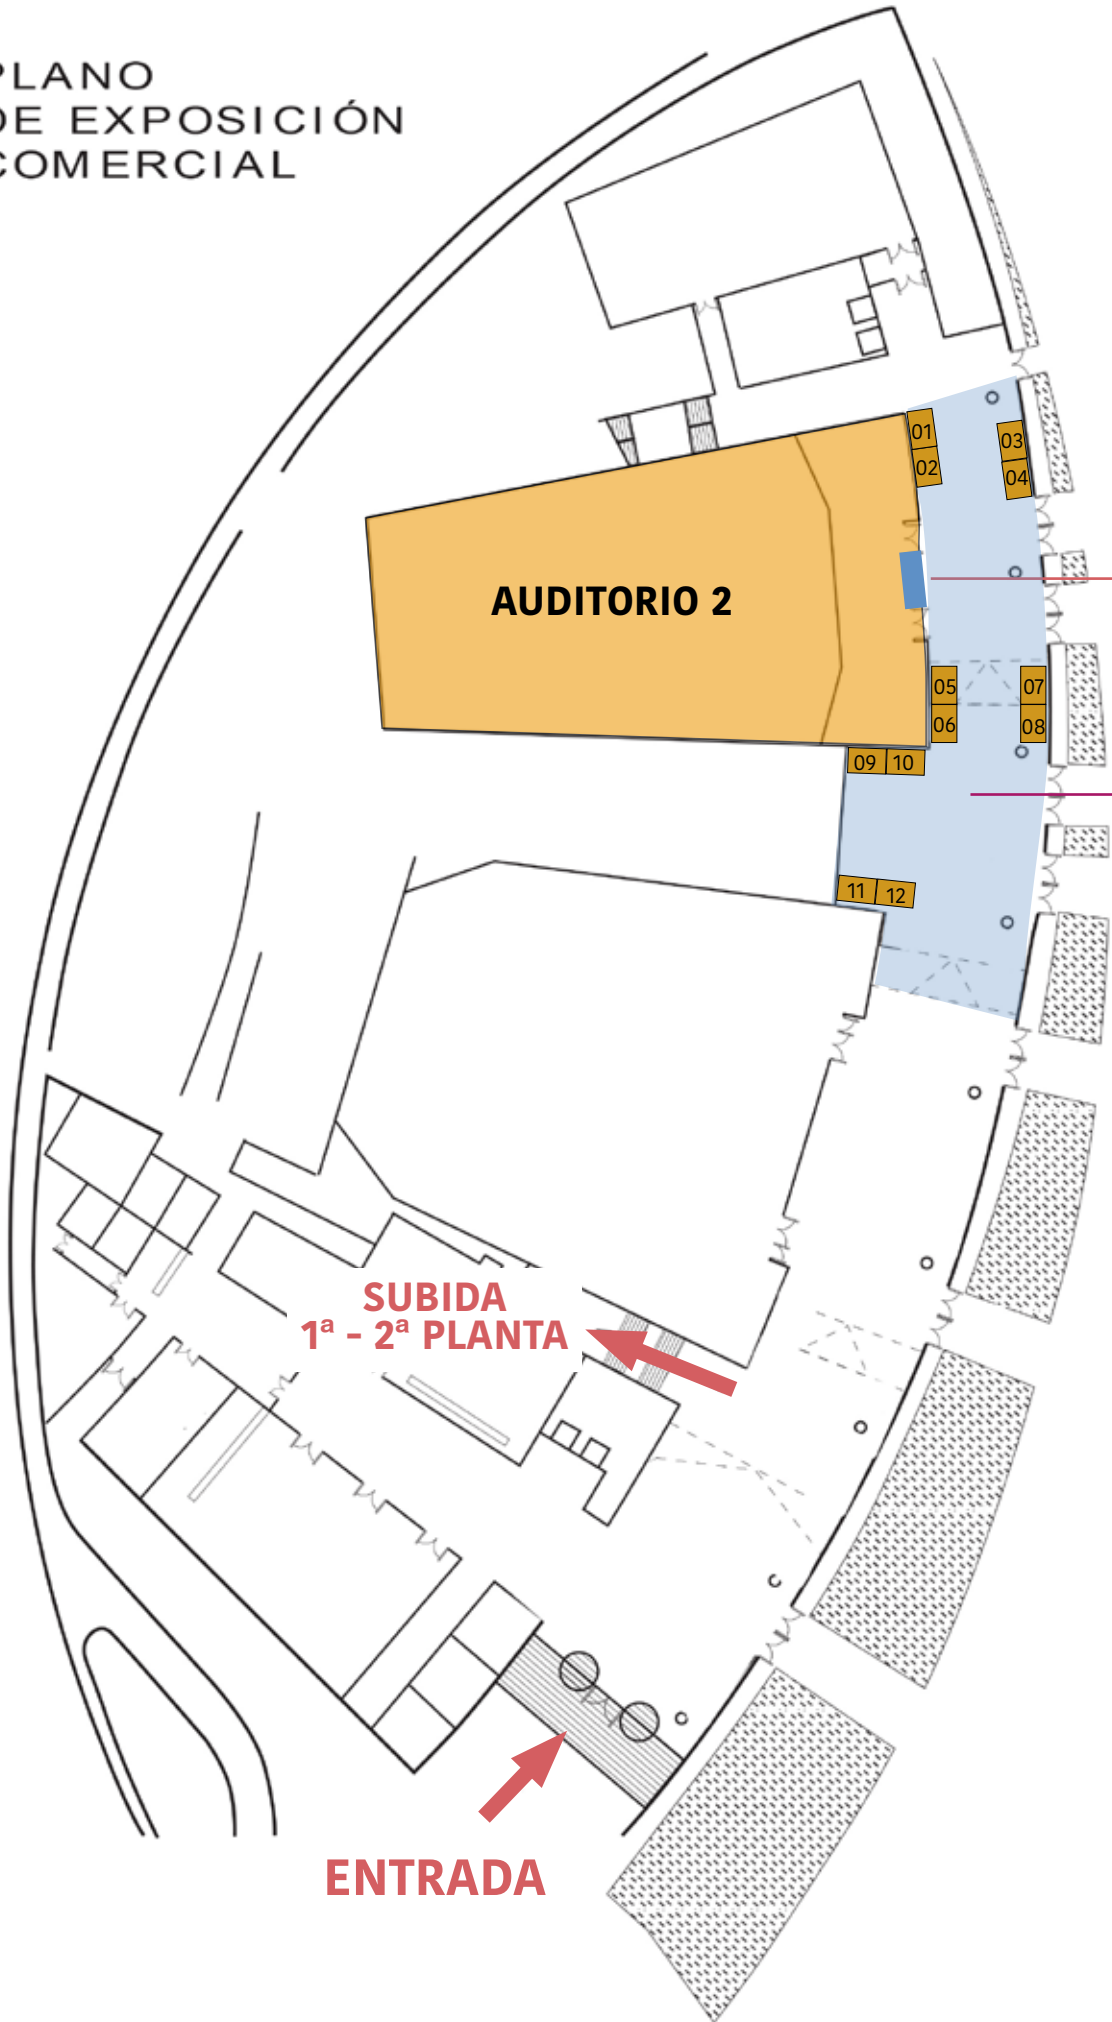 PLANO
DE EXPOSICIÓN
COMERCIAL
01
02
03
04
AUDITORIO 2
05
06
07
08
09 10
11 12
SUBIDA
1ª - 2ª PLANTA
ENTRADA